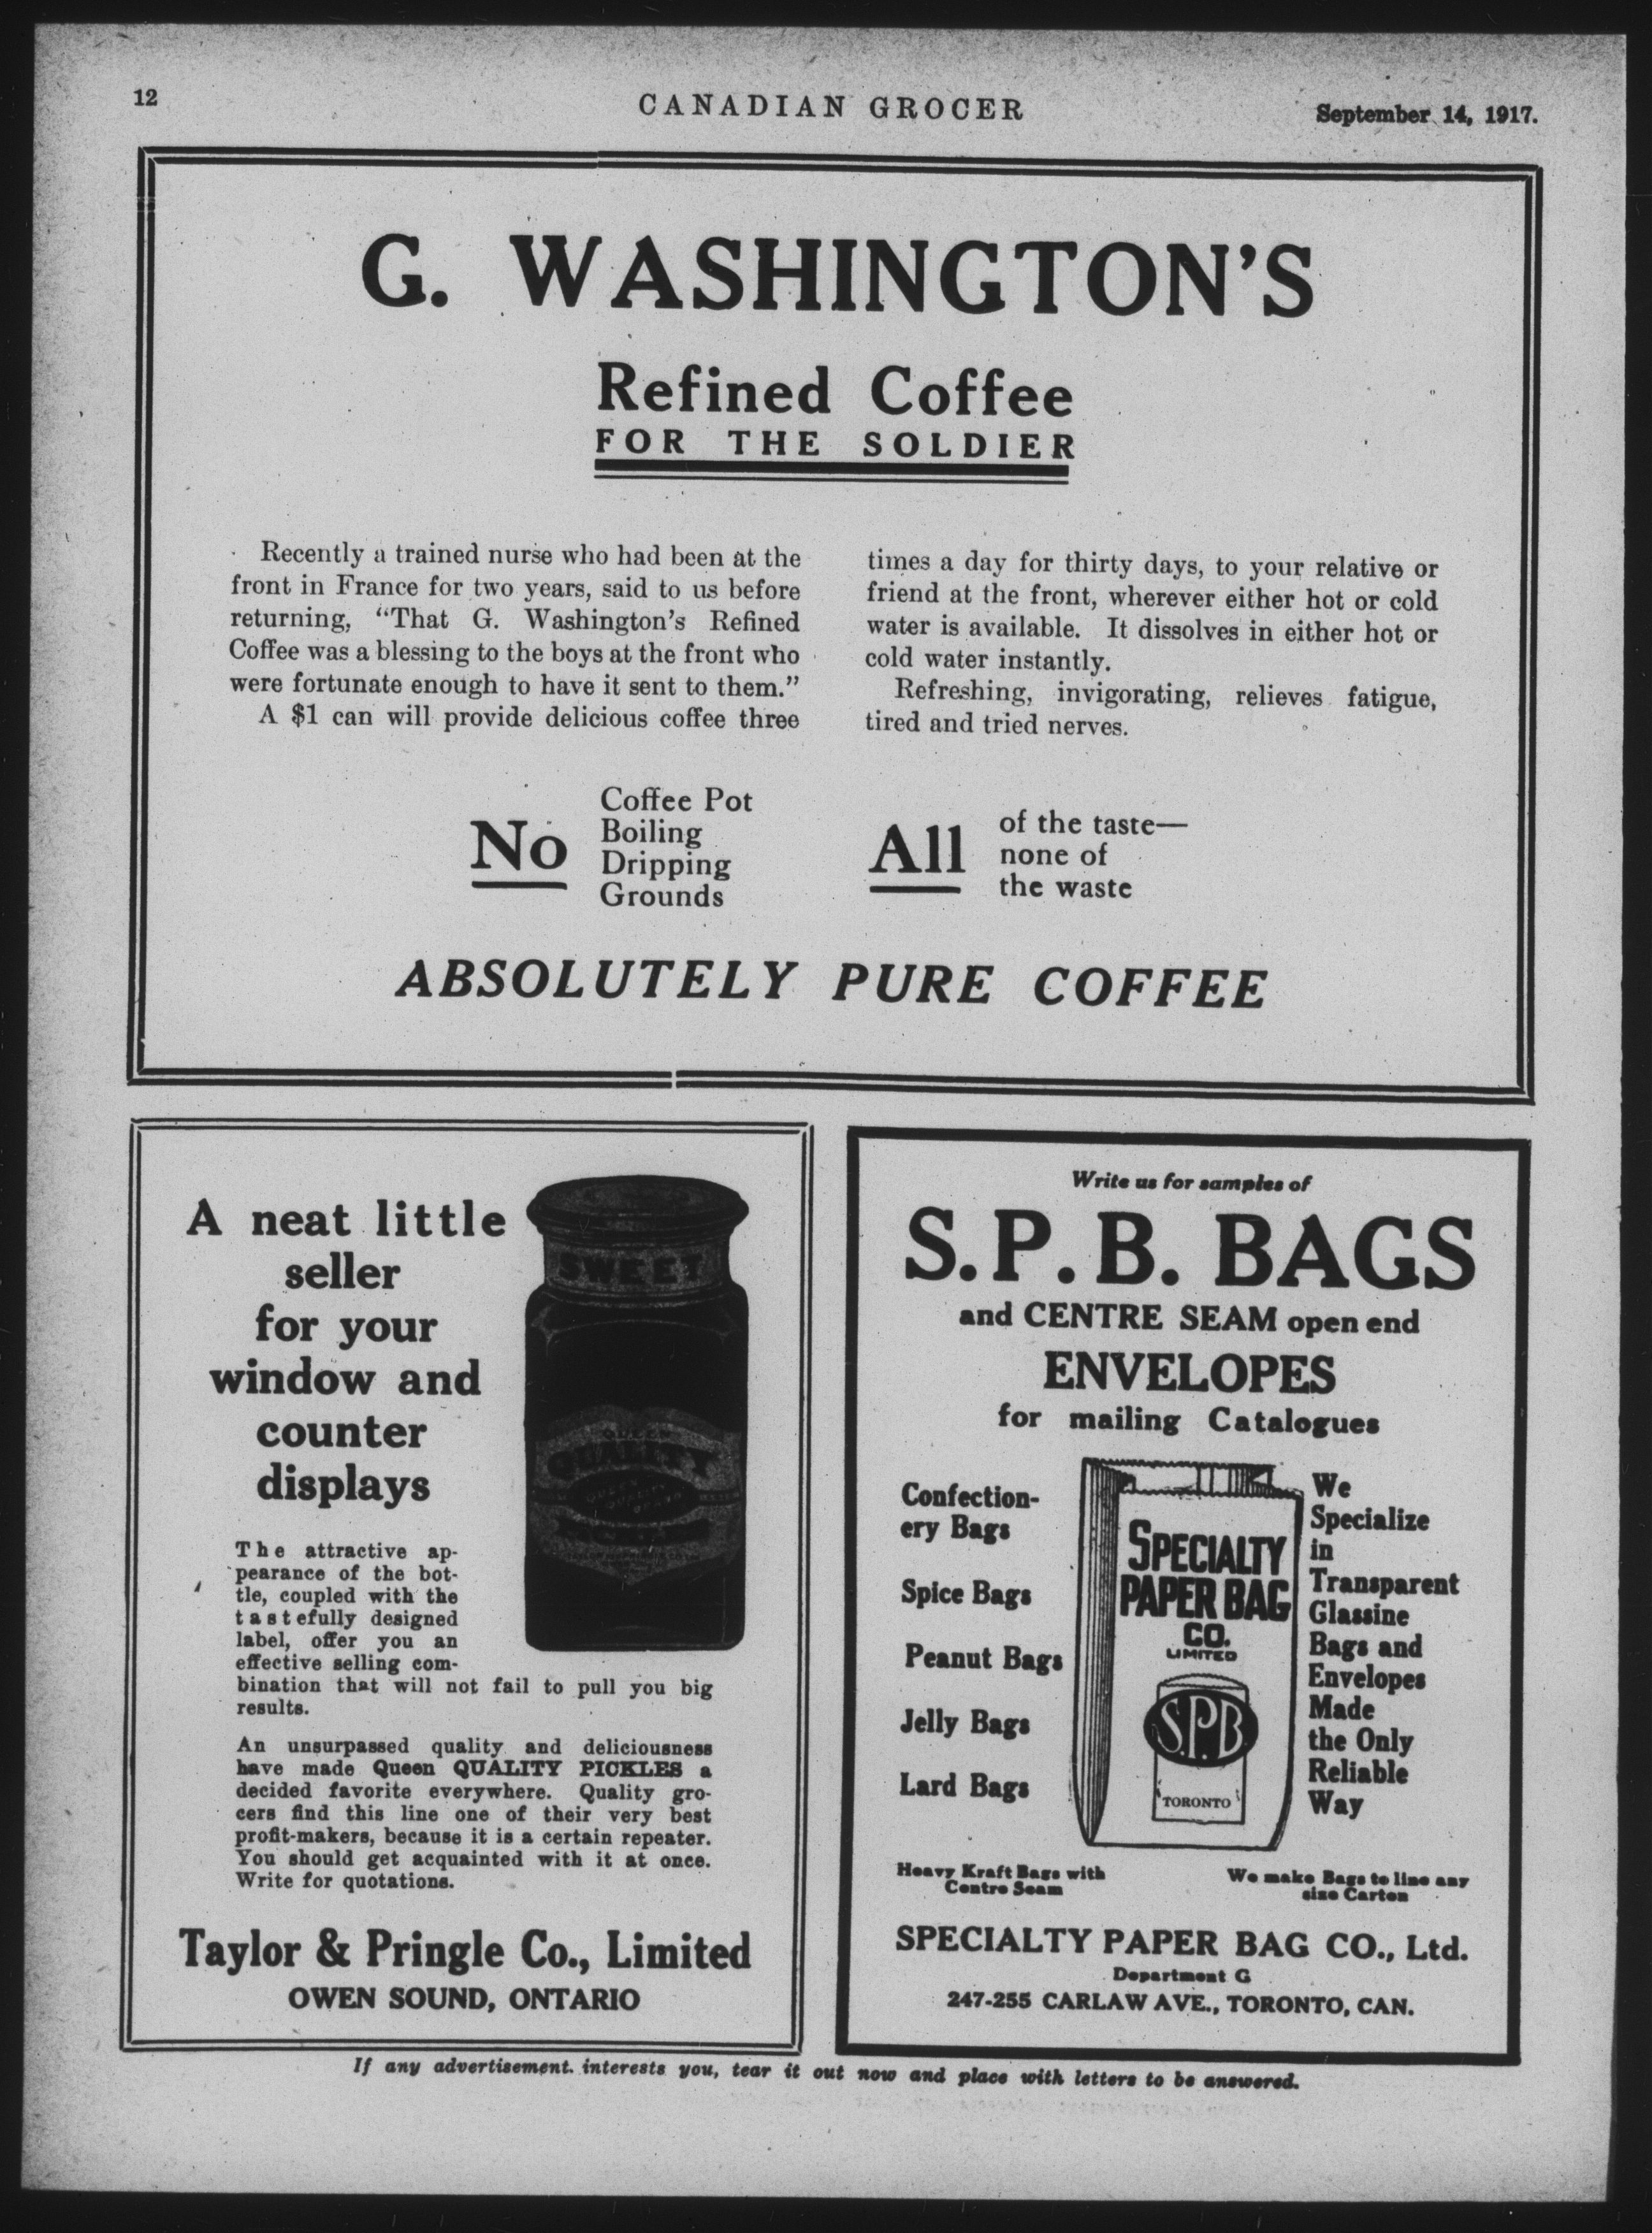 12
CANADIAN GROCER
September 14, 1917.
G. WASHINGTON'S
Refined Coffee
FOR THE SOLDIER
Recently a trained nurse who had been at the
front in France for two years, said to us before
returning, "That G. Washington's Refined
Coffee was a blessing to the boys at the front who
were fortunate enough to have it sent to them."
A $1 can will provide delicious coffee three
times a day for thirty days, to your relative or
friend at the front, wherever either hot or cold
water is available. It dissolves in either hot or
cold water instantly.
Refreshing, invigorating, relieves fatigue,
tired and tried nerves.
No
Coffee Pot
Boiling
Dripping
Grounds
All
of the taste—
none of
the waste
ABSOLUTELY PURE COFFEE
A neat little
seller
for your
window and
counter
displays
SWEET
QUEEN
QUALITY
The attractive ap-
pearance of the bot-
tle, coupled with the
tastefully designed
label, offer you an
effective selling com-
bination that will not fail to pull you big
results.
An unsurpassed quality and deliciousness
have made Queen QUALITY PICKLES a
decided favorite everywhere. Quality gro-
cers find this line one of their very best
profit-makers, because it is a certain repeater.
You should get acquainted with it at once.
Write for quotations.
Taylor & Pringle Co., Limited
OWEN SOUND, ONTARIO
Write us for samples of
S.P.B. BAGS
and CENTRE SEAM open end
ENVELOPES
for mailing Catalogues
Confection-
ery Bags
Spice Bags
Peanut Bags
Jelly Bags
Lard Bags
SPECIALTY
PAPER BAG
CO.
LIMITED
S.P.B.
TORONTO
We
Specialize
in
Transparent
Glassine
Bags and
Envelopes
Made
the Only
Reliable
Way
Heavy Kraft Bags with
Centre Seam
We make Bags to line any
size Carton
SPECIALTY PAPER BAG CO., Ltd.
Department G
247-255 CARLAW AVE., TORONTO, CAN.
If any advertisement interests you, tear it out now and place with letters to be answered.